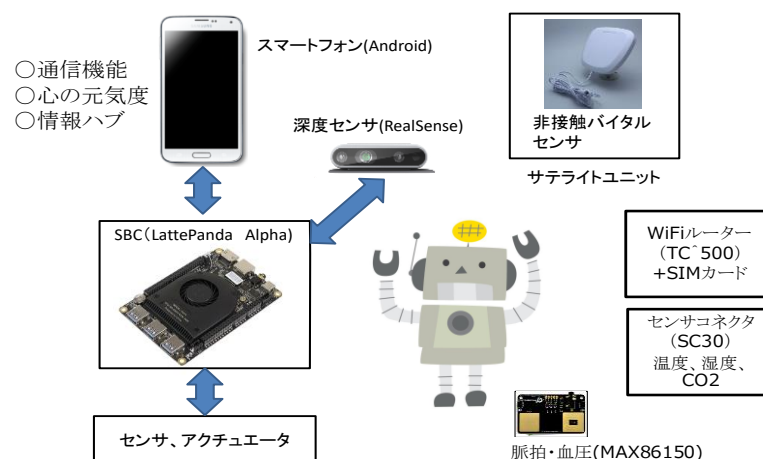 スマートフォン(Android)
○通信機能
○心の元気度
○情報ハブ
深度センサ(RealSense)
非接触バイタル
センサ
サテライトユニット
SBC(LattePanda Alpha)
WiFiルーター
(TC^500)
+SIMカード
センサコネクタ
(SC30)
温度、湿度、
CO2
センサ、アクチュエータ
脈拍・血圧(MAX86150)